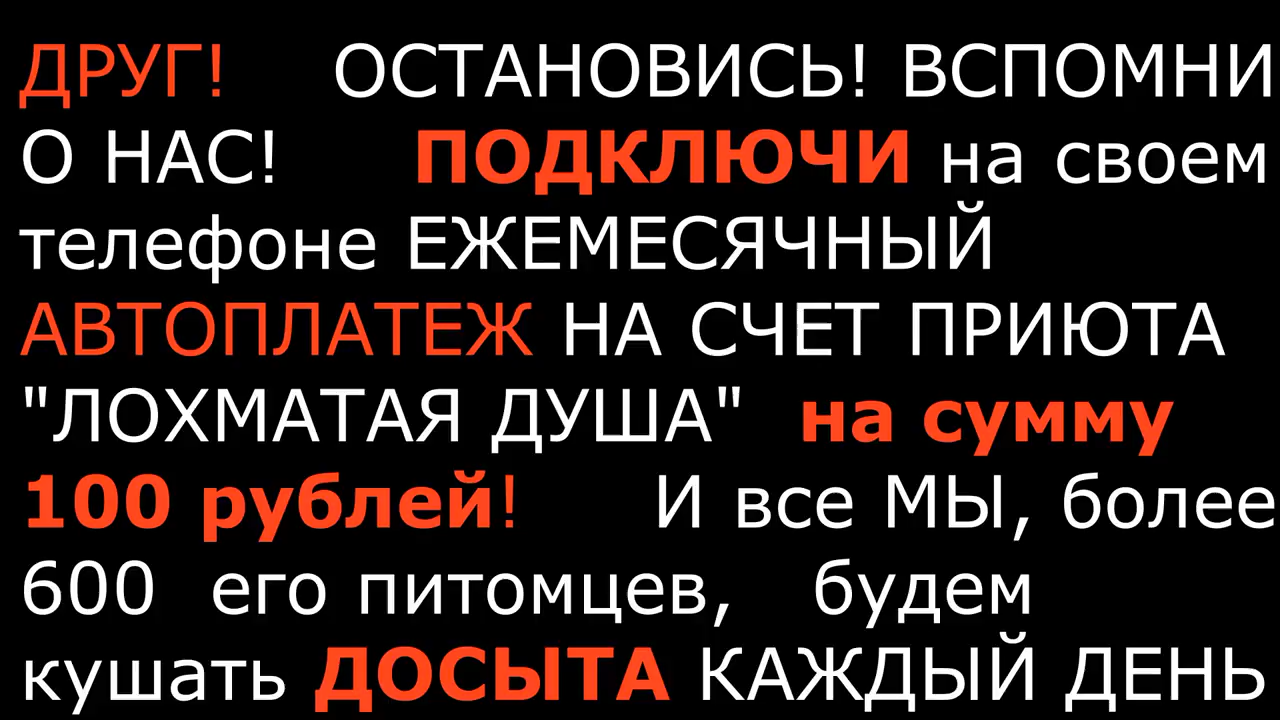 ДРУГ! ОСТАНОВИСЬ! ВСПОМНИ
О НАС! ПОДКЛЮЧИ на своем
телефоне ЕЖЕМЕСЯЧНЫЙ
АВТОПЛАТЕЖ НА СЧЕТ ПРИЮТА
"ЛОХМАТАЯ ДУША" на сумму
100 рублей! И все МЫ, более
600 его питомцев, будем
кушать ДОСЫТА КАЖДЫЙ ДЕНЬ